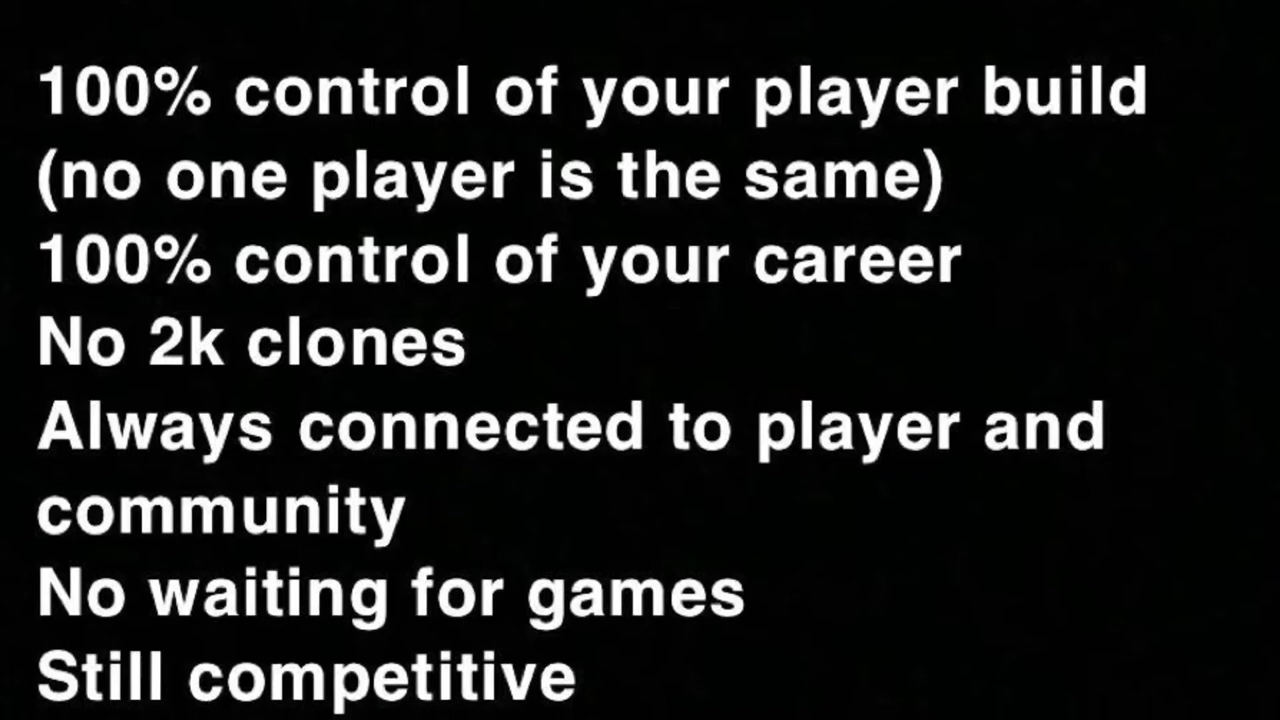 100% control of your player build
(no one player is the same)
100% control of your career
No 2k clones
Always connected to player and
community
No waiting for games
Still competitive